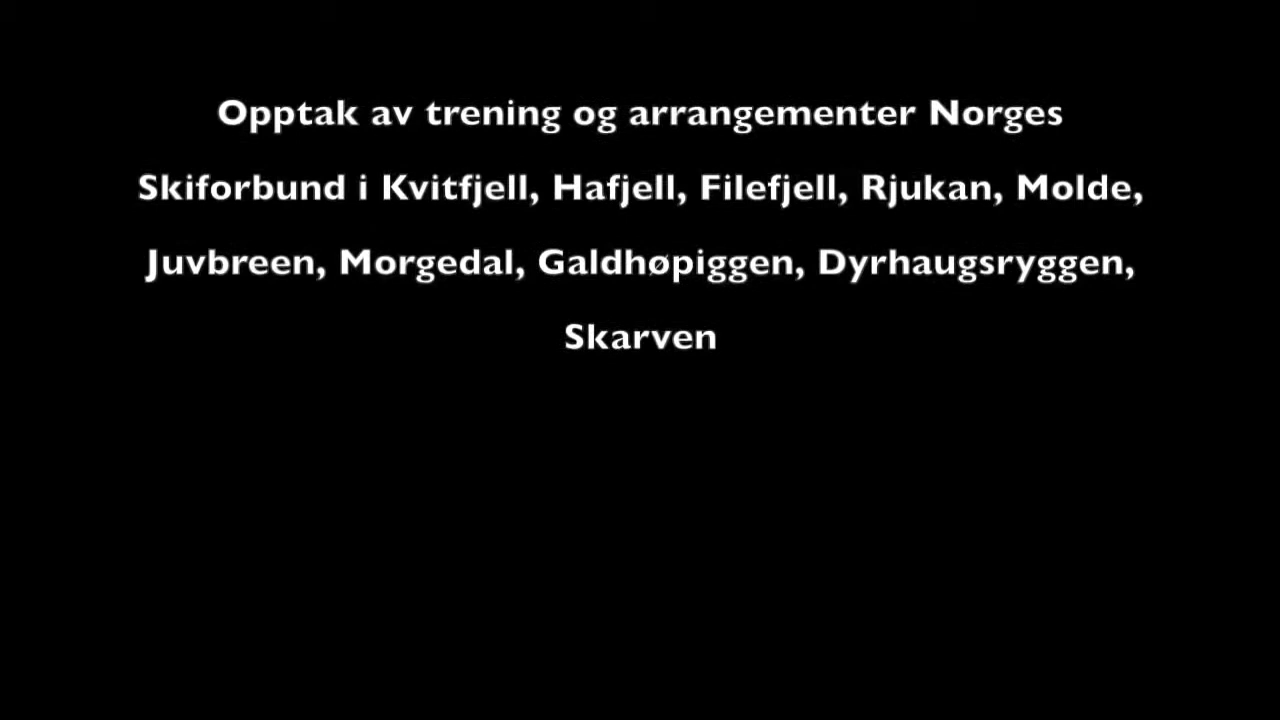 Opptak av trening og arrangementer Norges
Skiforbund i Kvitfjell, Hafjell, Filefjell, Rjukan, Molde,
Juvbreen, Morgedal, Galdhøpiggen, Dyrhaugsryggen,
Skarven